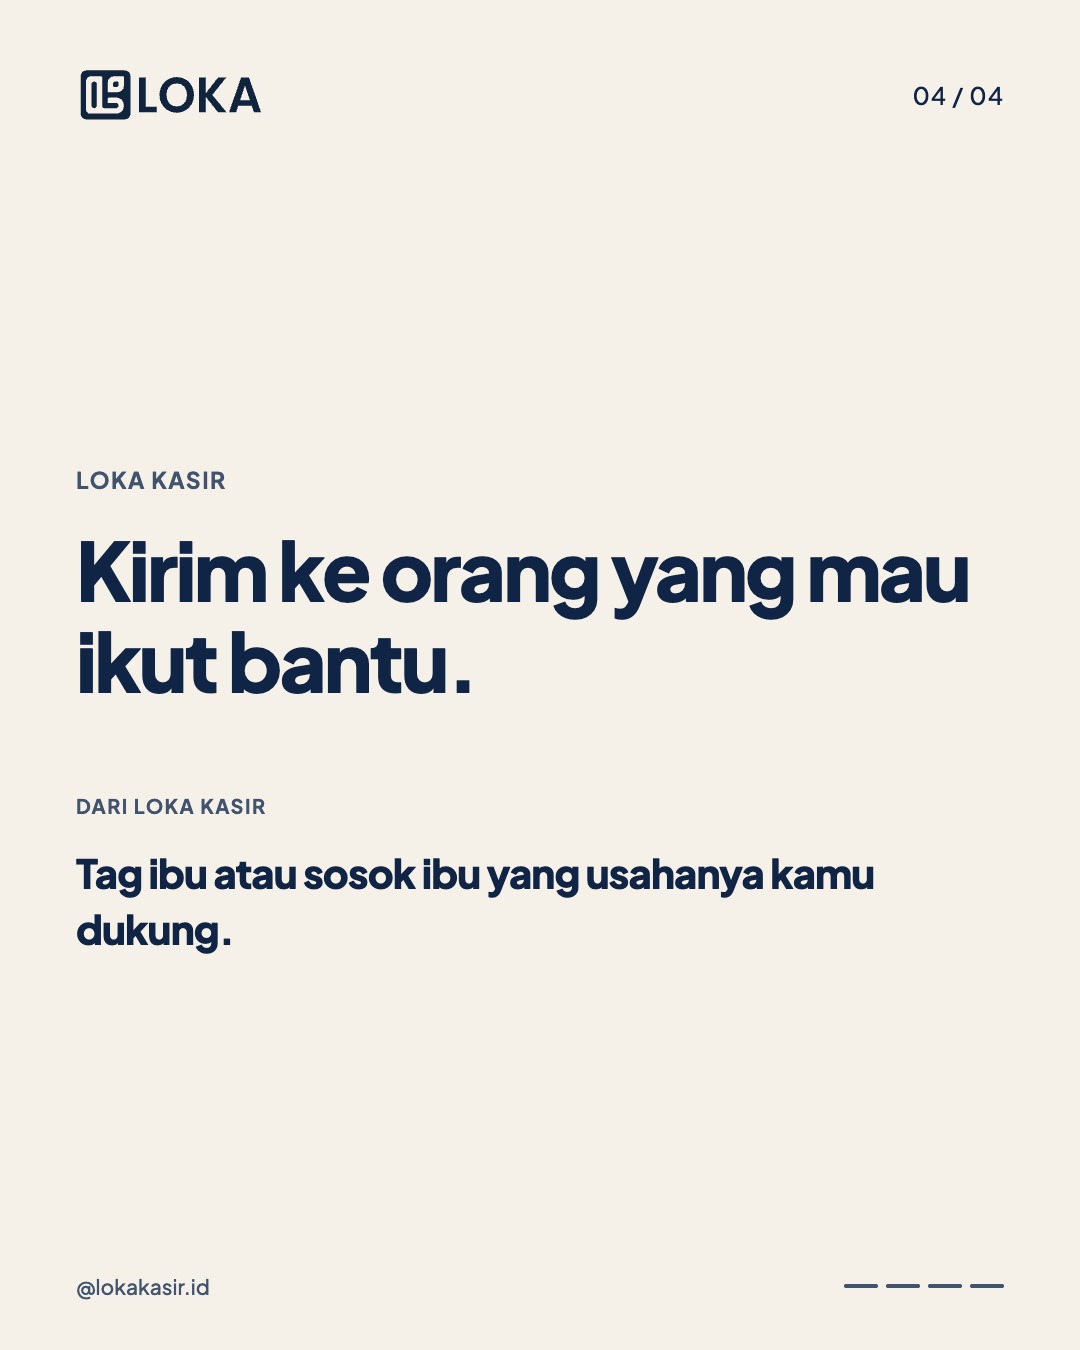 LOKA
04 / 04
LOKA KASIR
Kirim ke orang yang mau
ikut bantu.
DARI LOKA KASIR
Tag ibu atau sosok ibu yang usahanya kamu
dukung.
@lokakasir.id